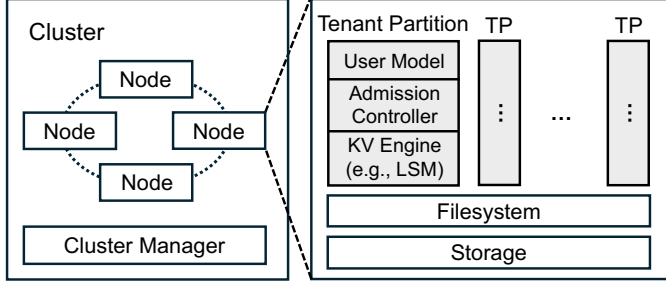 Cluster
Node
Node
Node
Node
Cluster Manager
Tenant Partition
TP
TP
User Model
Admission
Controller
KV Engine
(e.g., LSM)
...
...
...
Filesystem
Storage